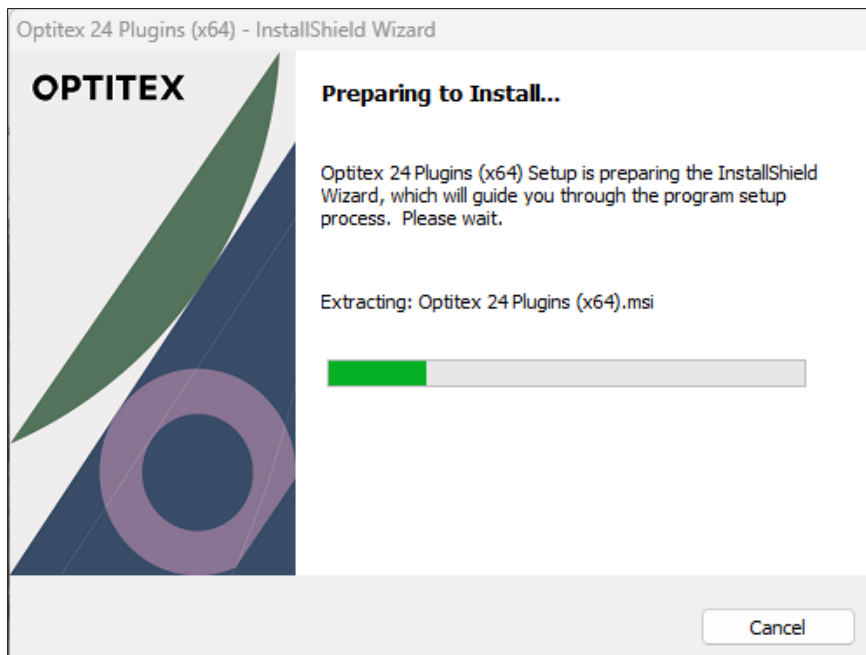 Optitex 24 Plugins (x64) - InstallShield Wizard
OPTITEX
Preparing to Install...
Optitex 24 Plugins (x64) Setup is preparing the InstallShield
Wizard, which will guide you through the program setup
process. Please wait.
Extracting: Optitex 24 Plugins (x64).msi
Cancel